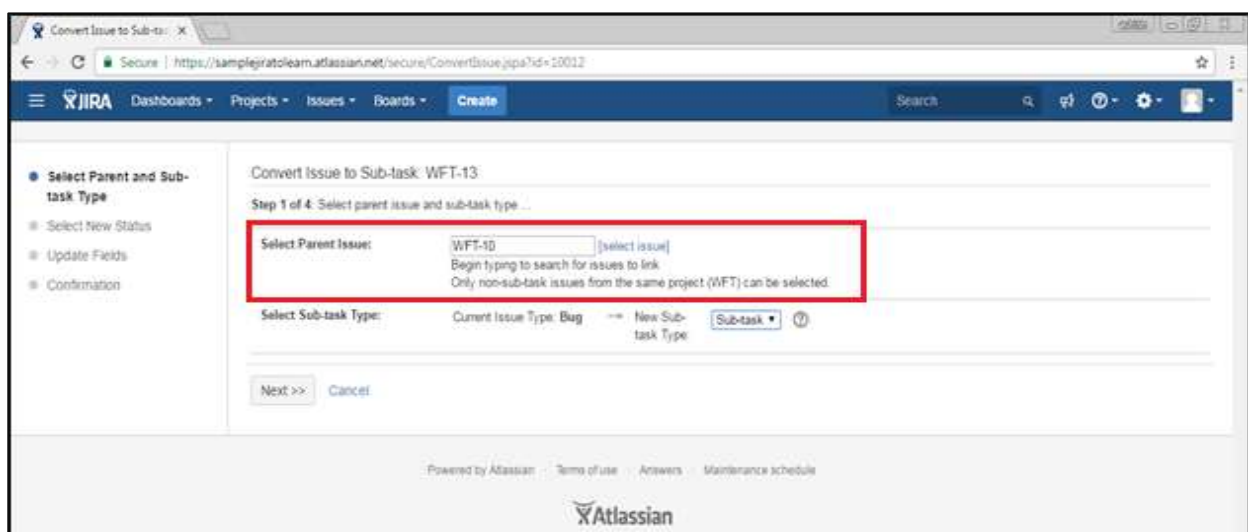 Convert Issue to Sub-ta
Secure | https://samplejiratolearn.atlassian.net/secure/ConvertIssue.jspa?id=10012
JIRA Dashboards Projects Issues Boards Create Search
Select Parent and Sub-
task Type
Select New Status
Update Fields
Confirmation
Convert Issue to Sub-task: WFT-13
Step 1 of 4: Select parent issue and sub-task type ...
Select Parent Issue: WFT-10 [select issue]
Begin typing to search for issues to link
Only non-sub-task issues from the same project (WFT) can be selected.
Select Sub-task Type: Current Issue Type: Bug → New Sub- Sub-task
task Type:
Next >> Cancel
Powered by Atlassian Terms of use Answers Maintenance schedule
Atlassian